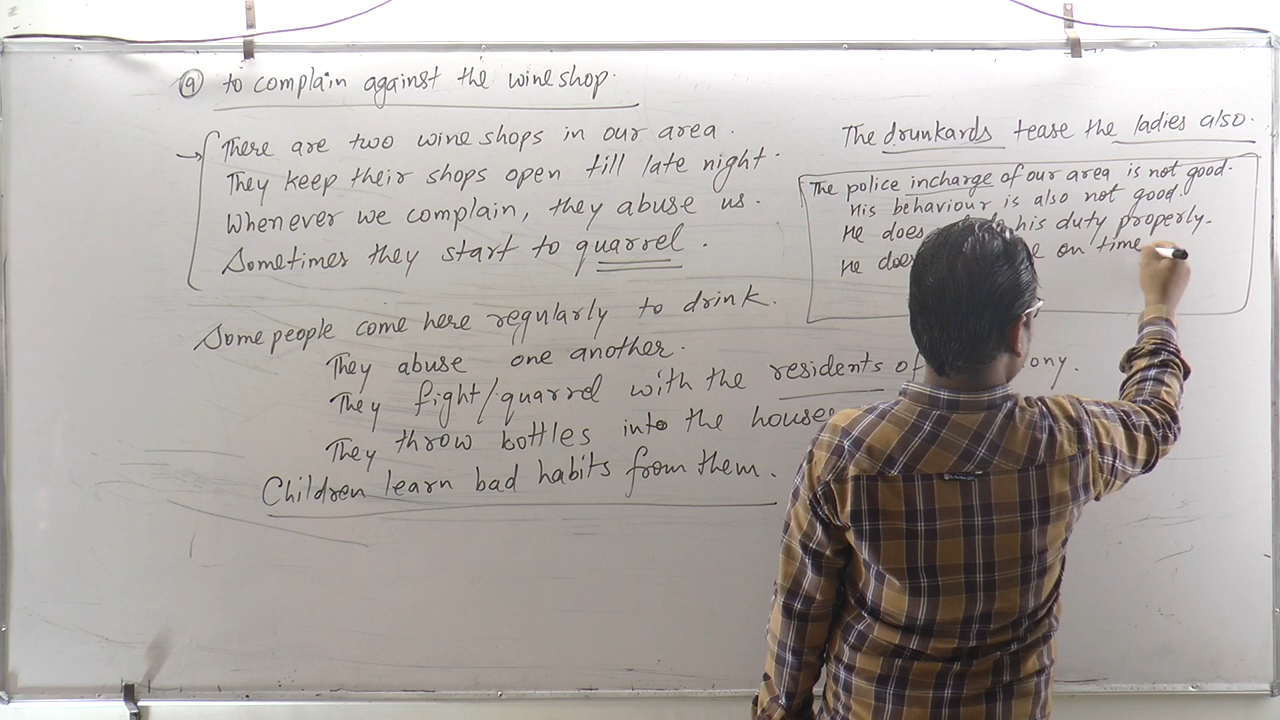 (a) to complain against the wine shop.
There are two wine shops in our area.
They keep their shops open till late night.
Whenever we complain, they abuse us.
Sometimes they start to quarrel.
Some people come here regularly to drink.
They abuse one another.
They fight/quarrel with the residents of
They throw bottles into the houses
Children learn bad habits from them.
The drunkards tease the ladies also.
The police incharge of our area is not good.
His behaviour is also not good.
He does his duty properly.
He does on time